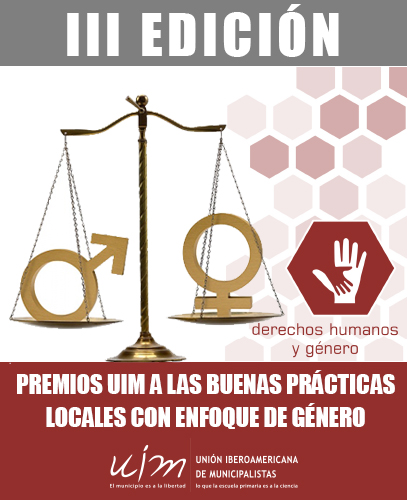 III EDICIÓN
derechos humanos
y género
PREMIOS UIM A LAS BUENAS PRÁCTICAS
LOCALES CON ENFOQUE DE GÉNERO
uim
El municipio es a la libertad
UNIÓN IBEROAMERICANA
DE MUNICIPALISTAS
lo que la escuela primaria es a la ciencia